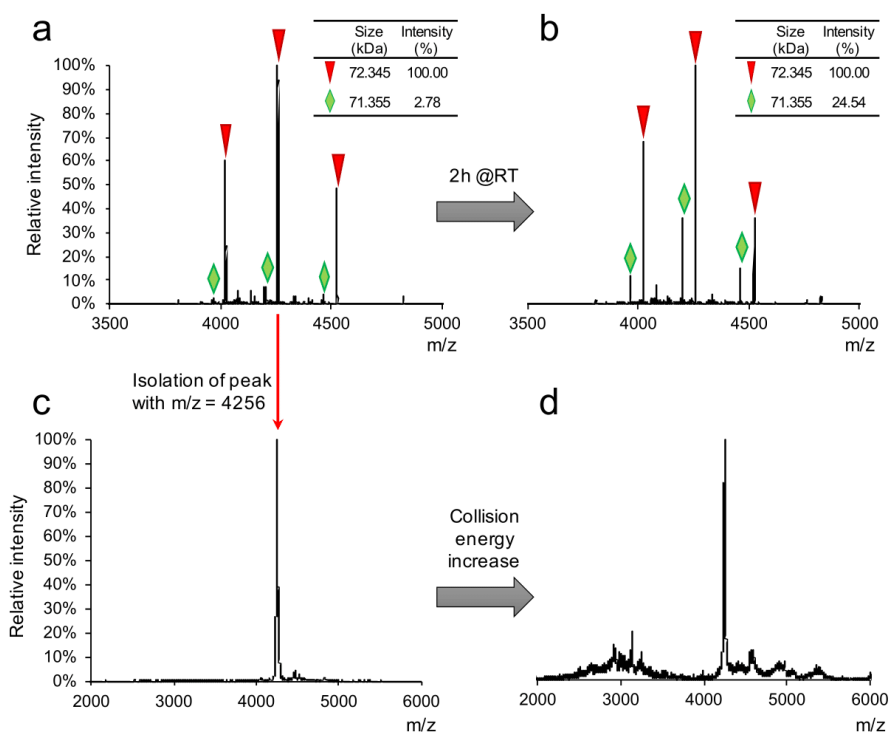 a
Size Intensity
(kDa) (%)
72.345 100.00
71.355 2.78
100%
90%
80%
70%
60%
50%
40%
30%
20%
10%
0%
Relative intensity
3500 4000 4500 5000
m/z
2h @RT
b
Size Intensity
(kDa) (%)
72.345 100.00
71.355 24.54
3500 4000 4500 5000
m/z
Isolation of peak
with m/z = 4256
c
100%
90%
80%
70%
60%
50%
40%
30%
20%
10%
0%
Relative intensity
2000 3000 4000 5000 6000
m/z
Collision
energy
increase
d
2000 3000 4000 5000 6000
m/z